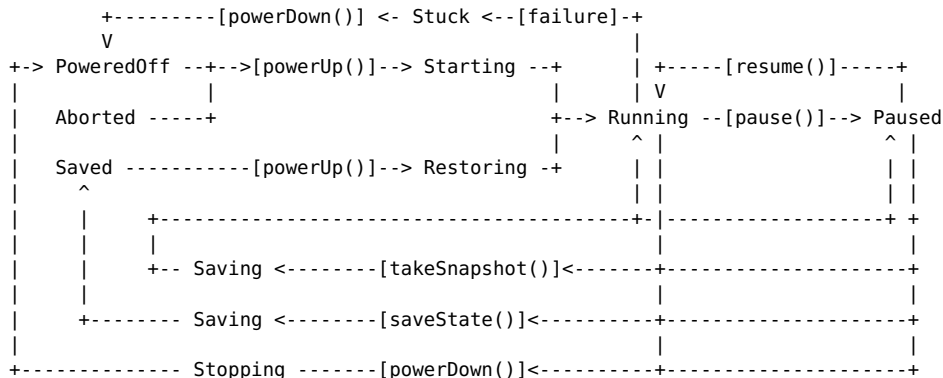 +---------[powerDown()] <- Stuck <--[failure]-+
V |
+-> PoweredOff --+-->[powerUp()]--> Starting --+ | +-----[resume()]-----+
| | | | V |
| Aborted -----+ +--> Running --[pause()]--> Paused
| | ^ | ^ |
| Saved -----------[powerUp()]--> Restoring -+ | | | |
| ^ | | | |
| | +-----------------------------------------+-|-------------------+ +
| | | | |
| | +-- Saving <--------[takeSnapshot()]<-------+---------------------+
| | | |
| +-------- Saving <--------[saveState()]<----------+---------------------+
| | |
+-------------- Stopping -------[powerDown()]<----------+---------------------+